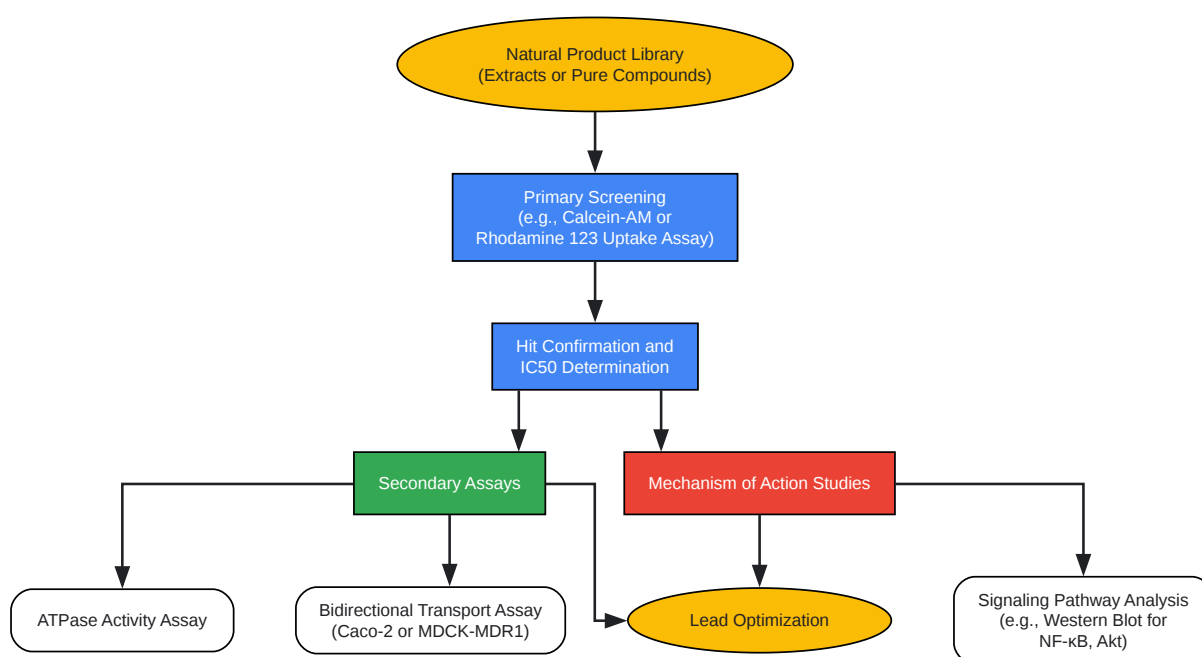 Natural Product Library
(Extracts or Pure Compounds)
Primary Screening
(e.g., Calcein-AM or
Rhodamine 123 Uptake Assay)
Hit Confirmation and
IC50 Determination
Secondary Assays
Mechanism of Action Studies
ATPase Activity Assay
Bidirectional Transport Assay
(Caco-2 or MDCK-MDR1)
Lead Optimization
Signaling Pathway Analysis
(e.g., Western Blot for
NF-κB, Akt)